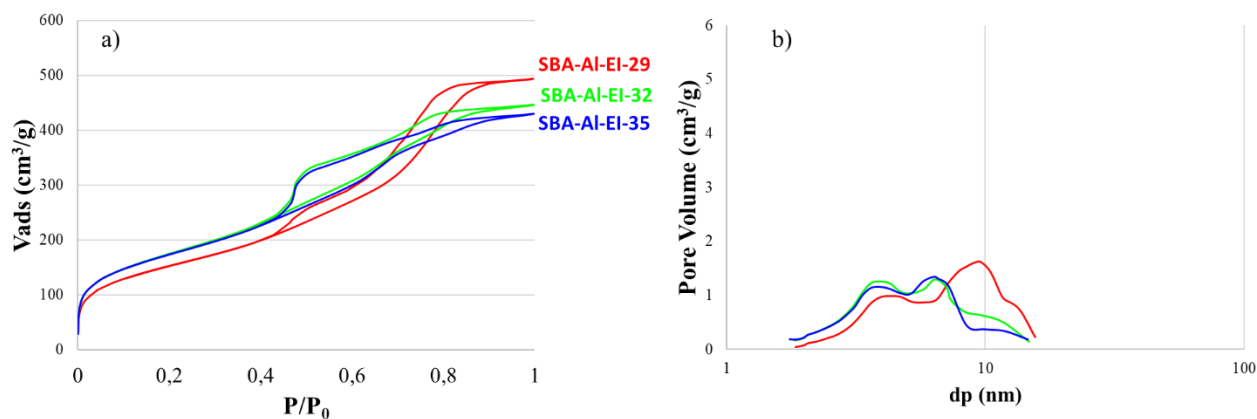 a)
600
500
400
300
200
100
0
Vads (cm³/g)
0
0,2
0,4
0,6
0,8
1
P/P₀
SBA-Al-EI-29
SBA-Al-EI-32
SBA-Al-EI-35
b)
6
5
4
3
2
1
0
Pore Volume (cm³/g)
1
10
100
dp (nm)